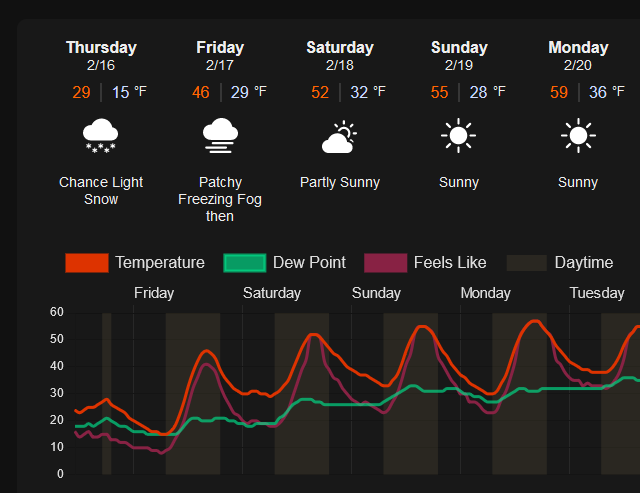 Thursday Friday Saturday Sunday Monday
2/16 2/17 2/18 2/19 2/20
29 | 15 °F 46 | 29 °F 52 | 32 °F 55 | 28 °F 59 | 36 °F
Chance Light Snow
Patchy Freezing Fog then
Partly Sunny
Sunny
Sunny
Temperature Dew Point Feels Like Daytime
Friday Saturday Sunday Monday Tuesday
60
50
40
30
20
10
0